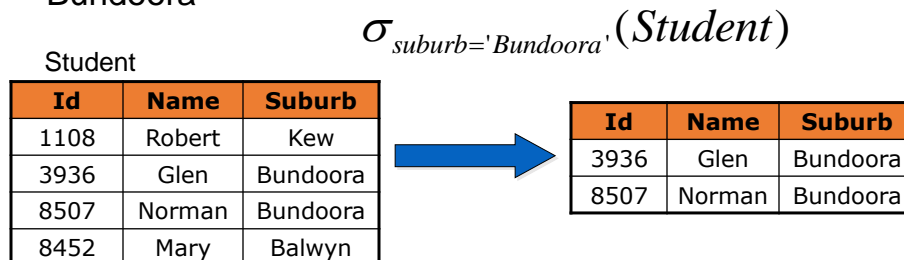 Bundoora
σ suburb='Bundoora' (Student)
Student
Id Name Suburb
1108 Robert Kew
3936 Glen Bundoora
8507 Norman Bundoora
8452 Mary Balwyn
Id Name Suburb
3936 Glen Bundoora
8507 Norman Bundoora